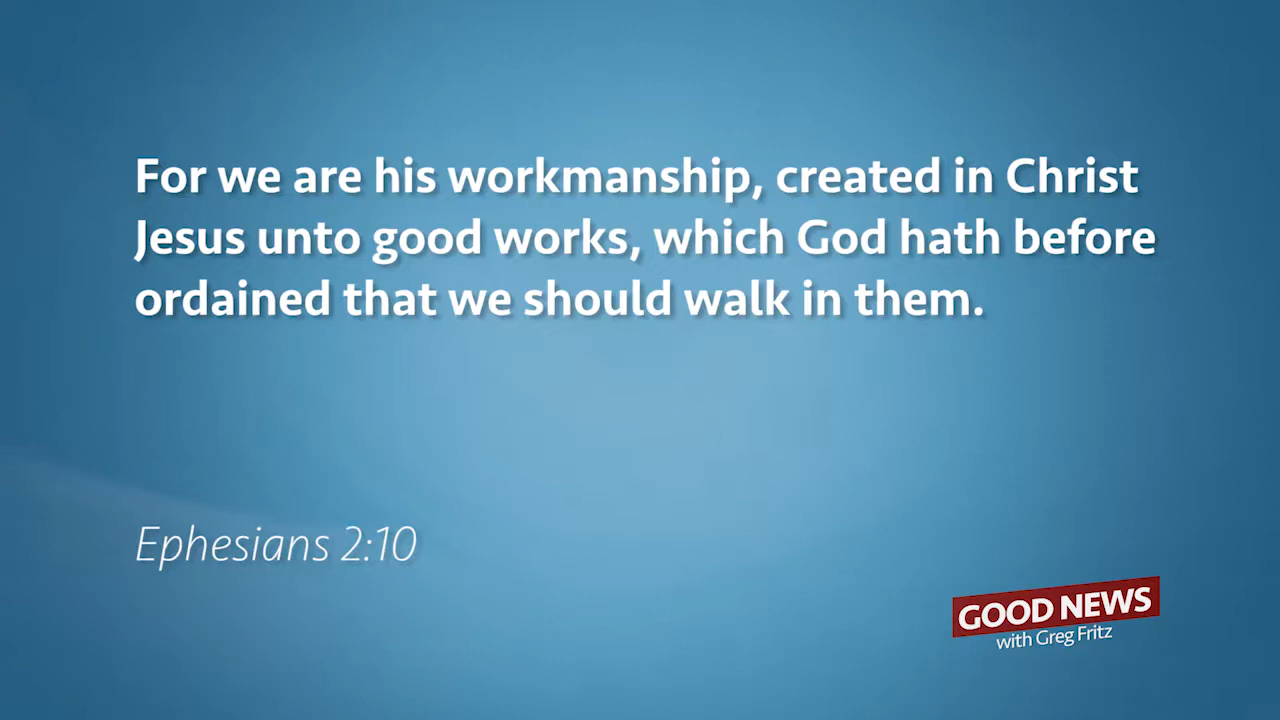 For we are his workmanship, created in Christ
Jesus unto good works, which God hath before
ordained that we should walk in them.
Ephesians 2:10
GOOD NEWS
with Greg Fritz